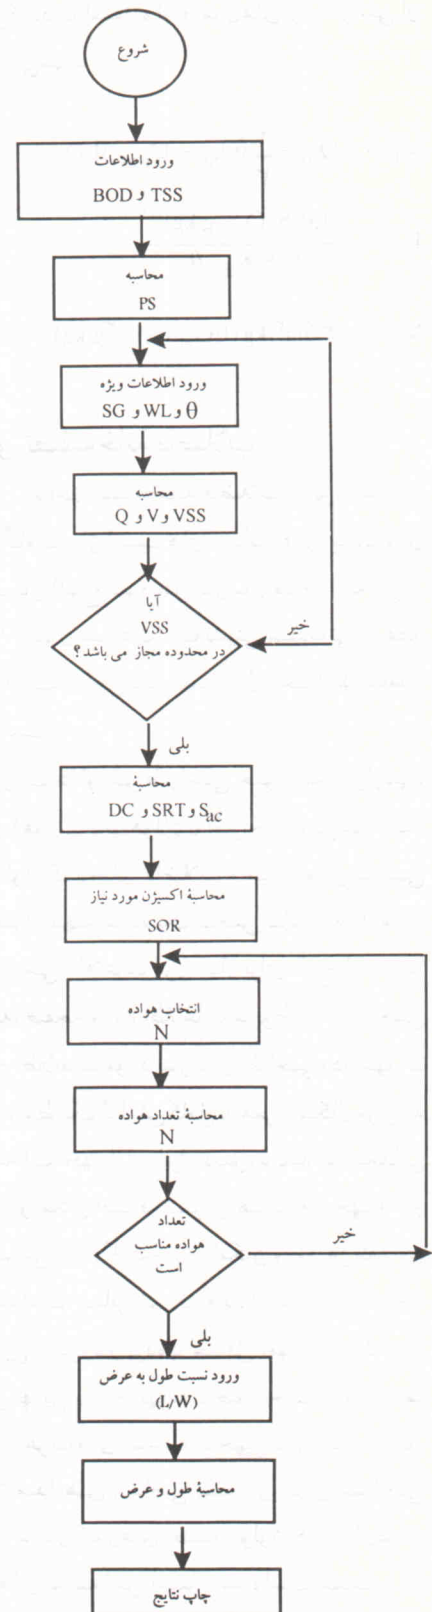 شروع
ورود اطلاعات
BOD و TSS
محاسبه
PS
ورود اطلاعات ویژه
SG و WL و θ
محاسبه
Q و V و VSS
آیا
VSS
در محدوده مجاز می باشد؟
خیر
بلی
محاسبهٔ
DC و SRT و Sac
محاسبهٔ اکسیژن مورد نیاز
SOR
انتخاب هواده
N
محاسبهٔ تعداد هواده
N
تعداد
هواده مناسب
است
خیر
بلی
ورود نسبت طول به عرض
(L/W)
محاسبهٔ طول و عرض
چاپ نتایج